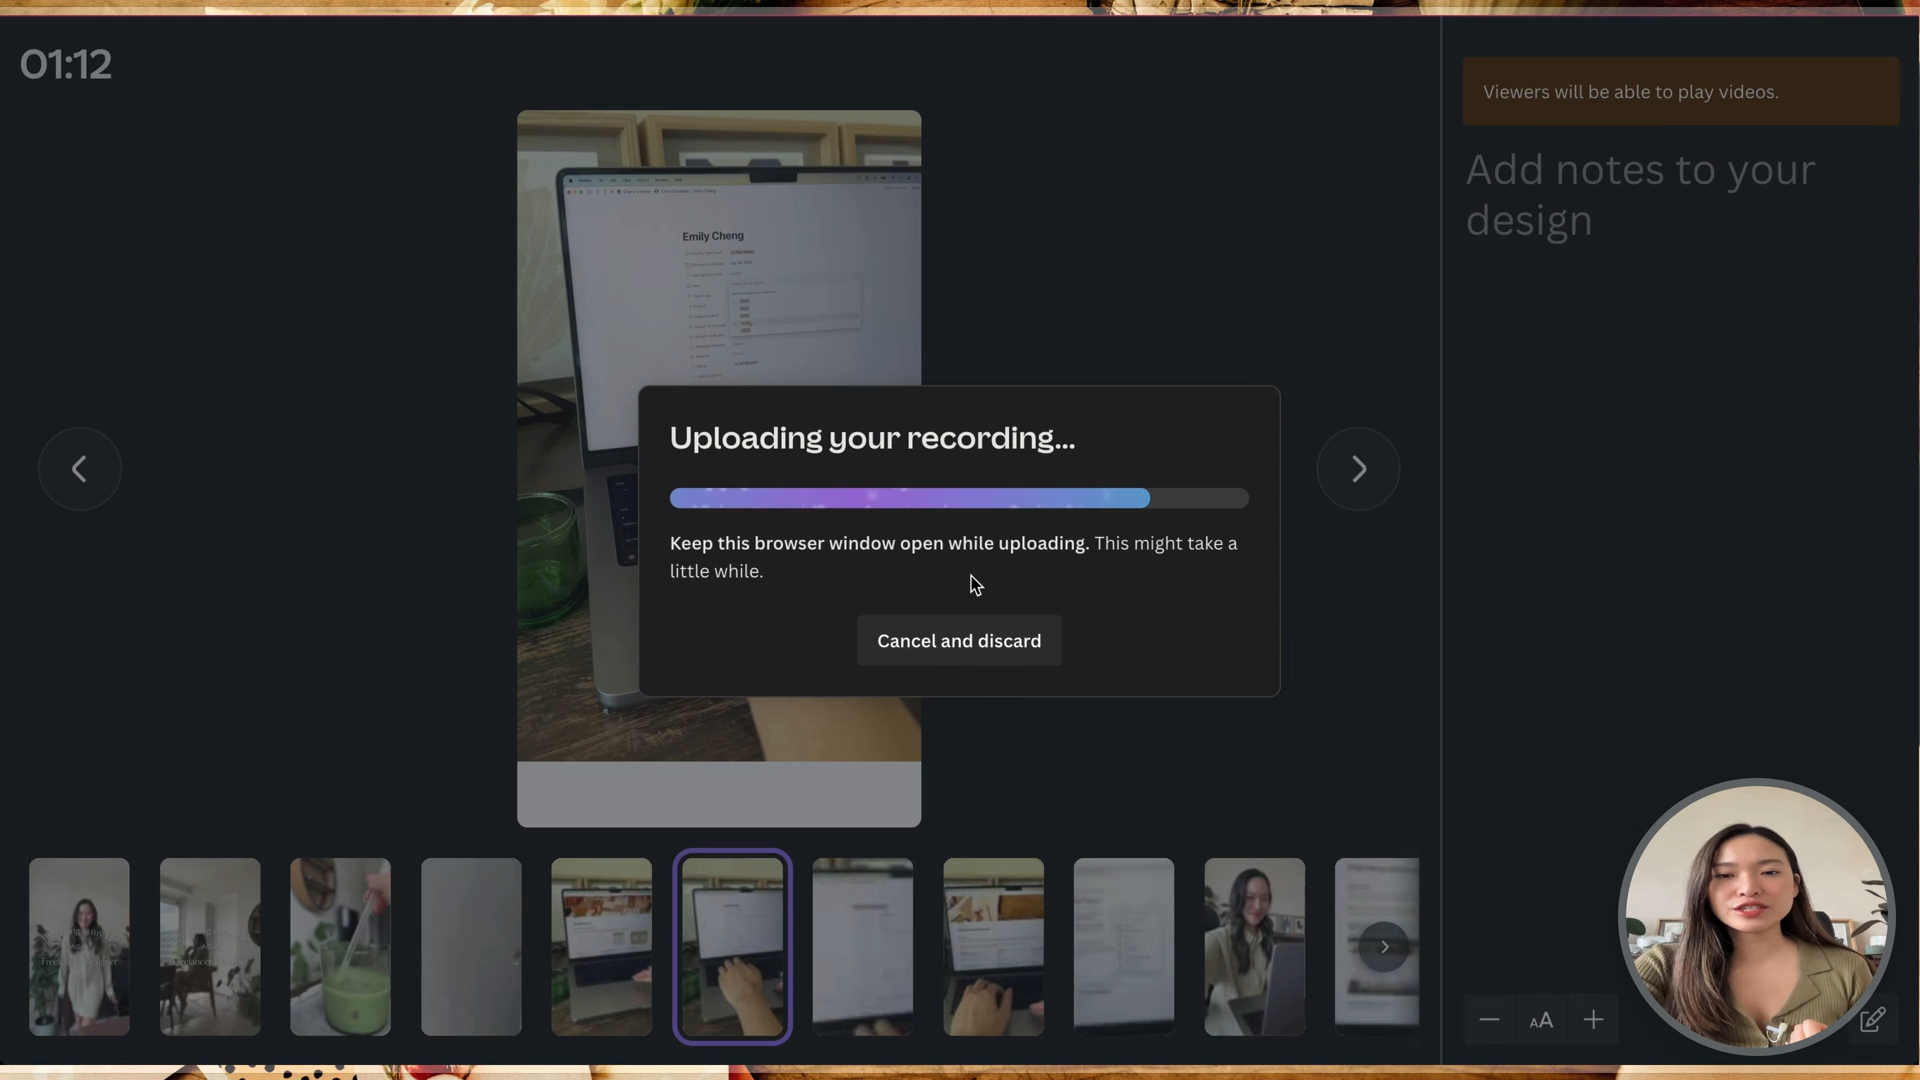 01:12
Viewers will be able to play videos.
Add notes to your
design
Emily Cheng
Uploading your recording...
Keep this browser window open while uploading. This might take a
little while.
Cancel and discard
AA